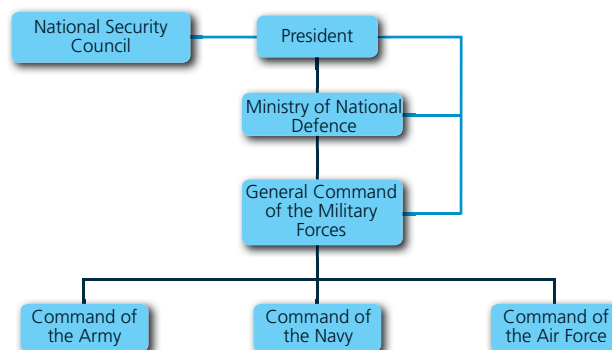 National Security
Council
President
Ministry of National
Defence
General Command
of the Military
Forces
Command of
the Army
Command of
the Navy
Command of
the Air Force